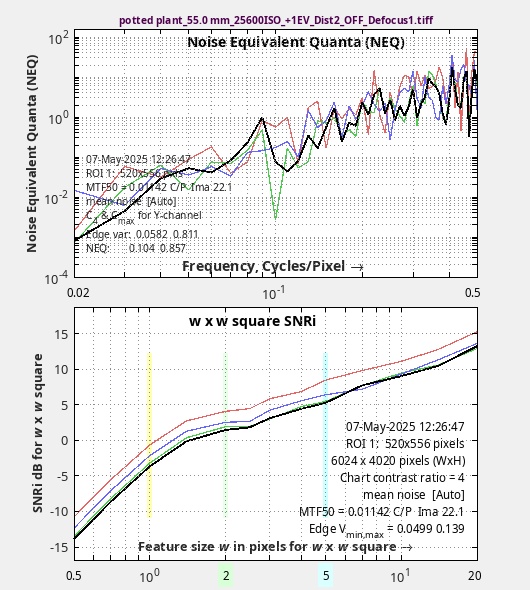 potted plant_55.0 mm_25600ISO_+1EV_Dist2_OFF_Defocus1.tiff
Noise Equivalent Quanta (NEQ)
Noise Equivalent Quanta (NEQ)
10^2
10^0
10^-2
10^-4
07-May-2025 12:26:47
ROI 1: 520x556 pixels
MTF50 = 0.01142 C/P Ima 22.1
mean noise [Auto]
C_4 & C_max for Y-channel
Edge var: 0.0582 0.811
NEQ: 0.104 0.857
Frequency, Cycles/Pixel →
0.02 10^-1 0.5
w x w square SNRi
SNRi dB for w x w square
15
10
5
0
-5
-10
-15
07-May-2025 12:26:47
ROI 1: 520x556 pixels
6024 x 4020 pixels (WxH)
Chart contrast ratio = 4
mean noise [Auto]
MTF50 = 0.01142 C/P Ima 22.1
Edge V_min,max = 0.0499 0.139
Feature size w in pixels for w x w square →
0.5 10^0 2 5 10^1 20